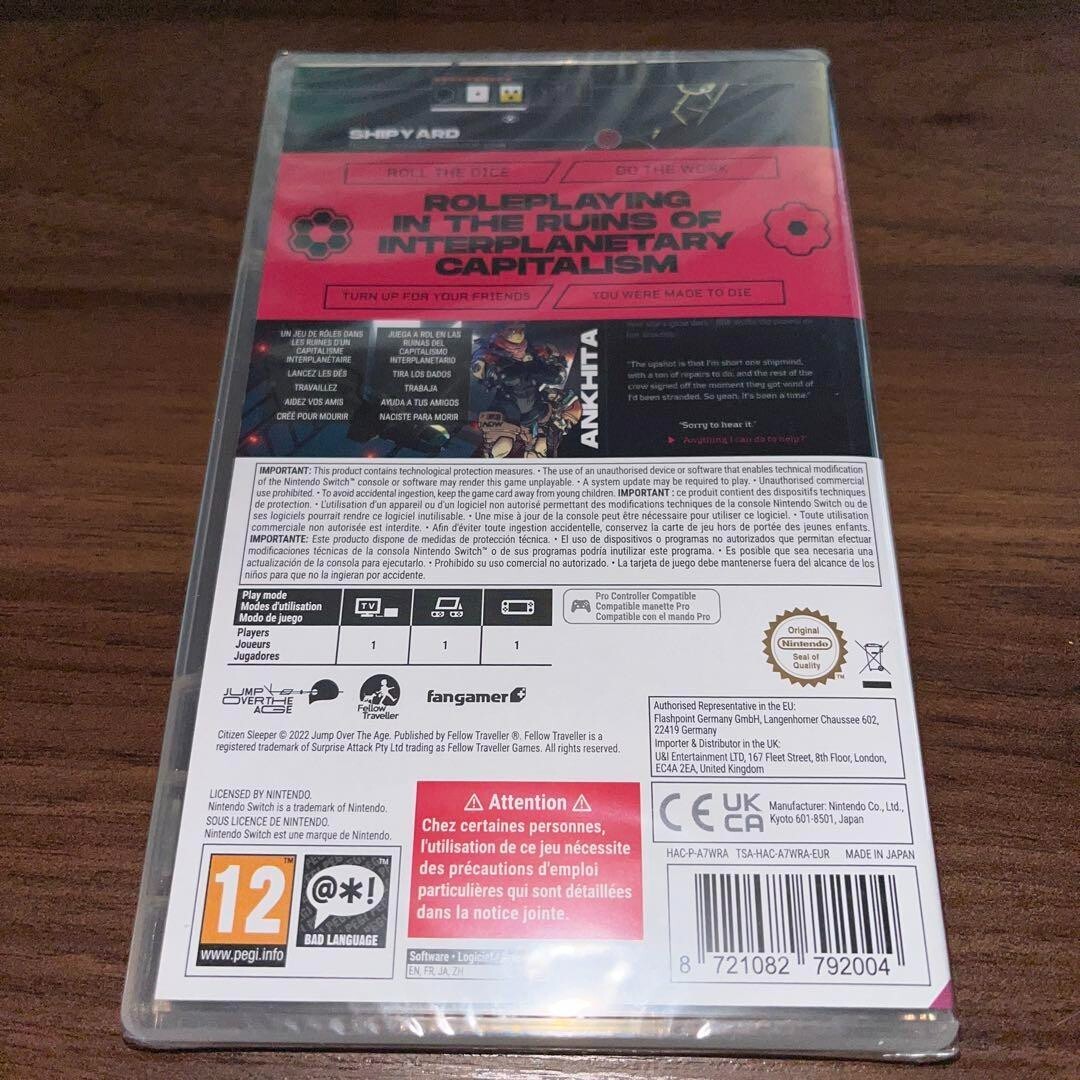 SHIPYARD
ROLL THE DICE
DO THE WORK
ROLEPLAYING
IN THE RUINS OF
INTERPLANETARY
CAPITALISM
TURN UP FOR YOUR FRIENDS
YOU WERE MADE TO DIE
UN JEU DE RÔLES DANS
LES RUINES D'UN
CAPITALISME
INTERPLANÉTAIRE
LANCEZ LES DÉS
TRAVAILLEZ
AIDEZ VOS AMIS
CRÉÉ POUR MOURIR
JUEGA A ROL EN LAS
RUINAS DEL
CAPITALISMO
INTERPLANETARIO
TIRA LOS DADOS
TRABAJA
AYUDA A TUS AMIGOS
NACISTE PARA MORIR
ANKHITA
"The upshot is that I'm short one shipmind,
with a ton of repairs to do, and the rest of the
crew signed off the moment they got wind of
I'd been stranded. So yeah. It's been a time."
"Sorry to hear it."
"Anything I can do to help?"
IMPORTANT: This product contains technological protection measures. • The use of an unauthorised device or software that enables technical modification
of the Nintendo Switch™ console or software may render this game unplayable. • A system update may be required to play. • Unauthorised commercial
use prohibited. • To avoid accidental ingestion, keep the game card away from young children. IMPORTANT : ce produit contient des dispositifs techniques
de protection. • L'utilisation d'un appareil ou d'un logiciel non autorisé permettant des modifications techniques de la console Nintendo Switch ou de
ses logiciels pourrait rendre ce logiciel inutilisable. • Une mise à jour de la console peut être nécessaire pour utiliser ce logiciel. • Toute utilisation
commerciale non autorisée est interdite. • Afin d'éviter toute ingestion accidentelle, conservez la carte de jeu hors de portée des jeunes enfants.
IMPORTANTE: Este producto dispone de medidas de protección técnica. • El uso de dispositivos o programas no autorizados que permitan efectuar
modificaciones técnicas de la consola Nintendo Switch™ o de sus programas podría inutilizar este programa. • Es posible que sea necesaria una
actualización de la consola para ejecutarlo. • Prohibido su uso comercial no autorizado. • La tarjeta de juego debe mantenerse fuera del alcance de los
niños para que no la ingieran por accidente.
Play mode
Modes d'utilisation
Modo de juego
TV
Players
Joueurs
Jugadores
1 1 1
Pro Controller Compatible
Compatible manette Pro
Compatible con el mando Pro
Original
Nintendo
Seal of
Quality
TM
JUMP
OVER THE
AGE
Fellow
Traveller
fangamer
Citizen Sleeper © 2022 Jump Over The Age. Published by Fellow Traveller ®. Fellow Traveller is a
registered trademark of Surprise Attack Pty Ltd trading as Fellow Traveller Games. All rights reserved.
Authorised Representative in the EU:
Flashpoint Germany GmbH, Langenhorner Chaussee 602,
22419 Germany
Importer & Distributor in the UK:
U&I Entertainment LTD, 167 Fleet Street, 8th Floor, London,
EC4A 2EA, United Kingdom
LICENSED BY NINTENDO.
Nintendo Switch is a trademark of Nintendo.
SOUS LICENCE DE NINTENDO.
Nintendo Switch est une marque de Nintendo.
⚠ Attention ⚠
Chez certaines personnes,
l'utilisation de ce jeu nécessite
des précautions d'emploi
particulières qui sont détaillées
dans la notice jointe.
CE UK
CA
Manufacturer: Nintendo Co., Ltd.,
Kyoto 601-8501, Japan
HAC-P-A7WRA TSA-HAC-A7WRA-EUR MADE IN JAPAN
12
TM
www.pegi.info
@*!
TM
BAD LANGUAGE
Software • Logiciel
EN, FR, JA, ZH
8 721082 792004